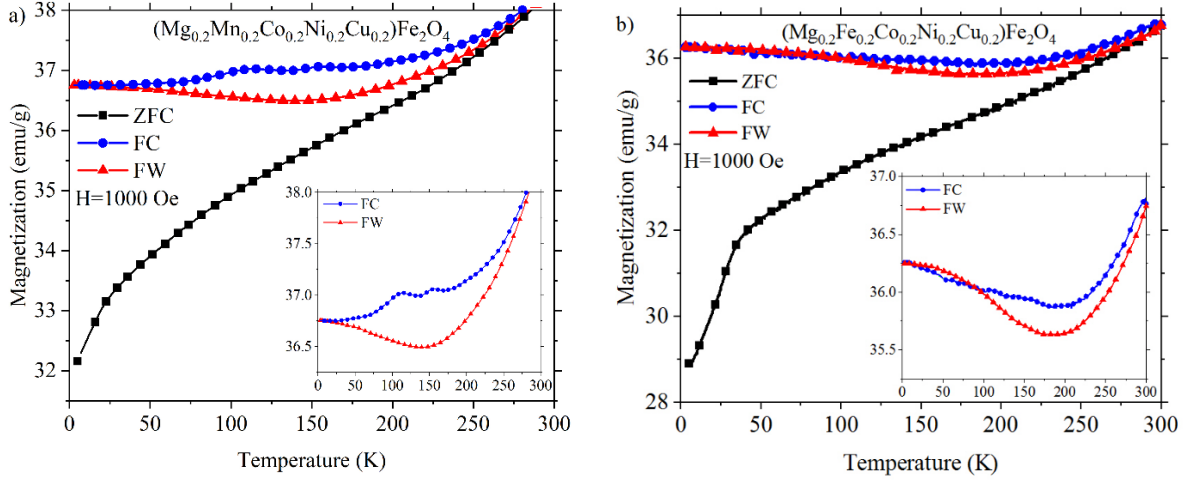 a)
(Mg0.2Mn0.2Co0.2Ni0.2Cu0.2)Fe2O4
38
37
36
35
34
33
32
Magnetization (emu/g)
ZFC
FC
FW
H=1000 Oe
38.0
37.5
37.0
36.5
FC
FW
0 50 100 150 200 250 300
0 50 100 150 200 250 300
Temperature (K)
b)
(Mg0.2Fe0.2Co0.2Ni0.2Cu0.2)Fe2O4
36
34
32
30
28
Magnetization (emu/g)
ZFC
FC
FW
H=1000 Oe
37.0
36.5
36.0
35.5
FC
FW
0 50 100 150 200 250 300
0 50 100 150 200 250 300
Temperature (K)